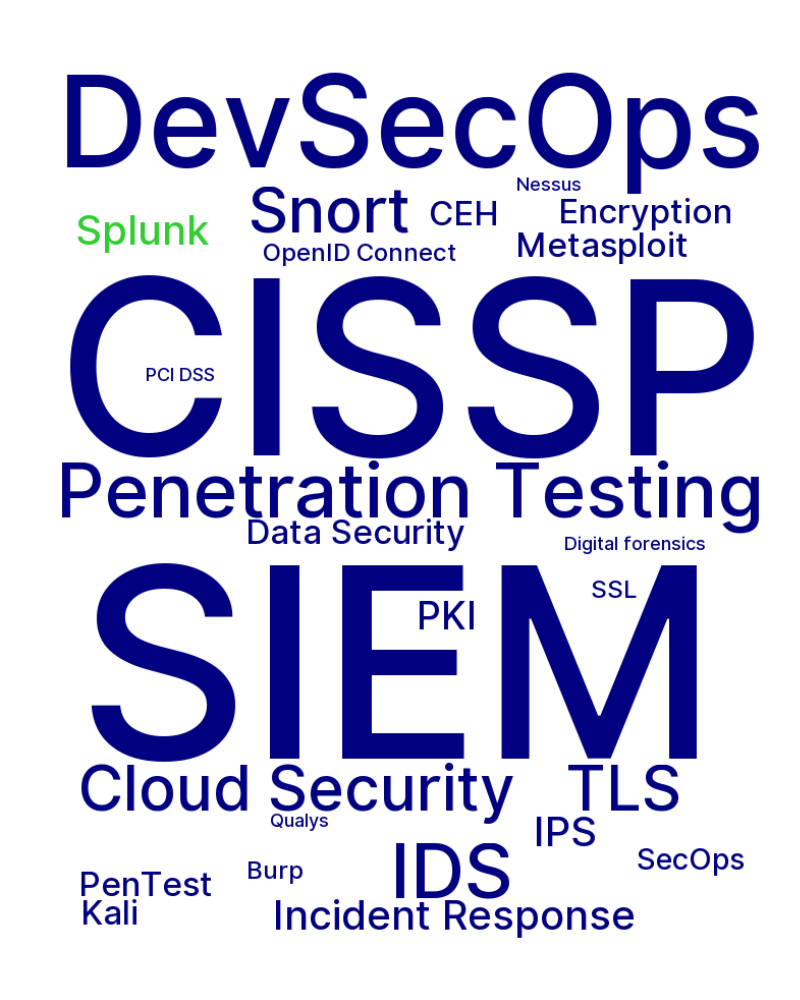 DevSecOps
Nessus
Snort
CEH
Encryption
Splunk
OpenID Connect
Metasploit
CISSP
PCI DSS
Penetration Testing
Data Security
Digital forensics
SIEM
SSL
PKI
Cloud Security
TLS
Qualys
IPS
IDS
SecOps
Burp
PenTest
Kali
Incident Response